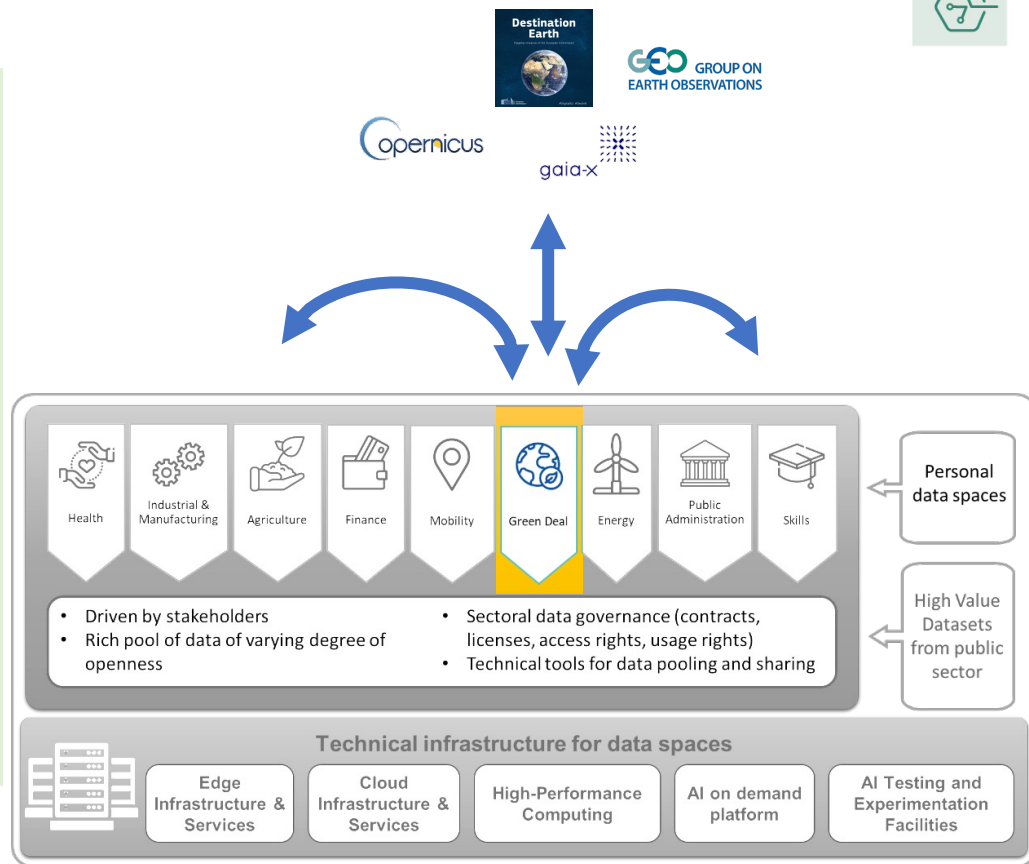 Destination
Earth
GEO GROUP ON
EARTH OBSERVATIONS
Copernicus
gaia-x
Health
Industrial &
Manufacturing
Agriculture
Finance
Mobility
Green Deal
Energy
Public
Administration
Skills
Personal
data spaces
• Driven by stakeholders
• Rich pool of data of varying degree of
openness
• Sectoral data governance (contracts,
licenses, access rights, usage rights)
• Technical tools for data pooling and sharing
High Value
Datasets
from public
sector
Technical infrastructure for data spaces
Edge
Infrastructure &
Services
Cloud
Infrastructure &
Services
High-Performance
Computing
AI on demand
platform
AI Testing and
Experimentation
Facilities